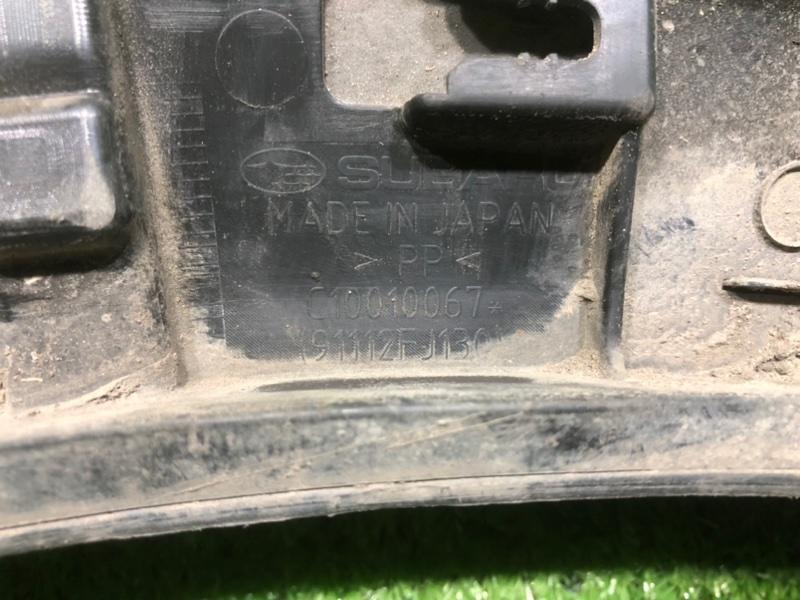 SUBARU
MADE IN JAPAN
> PP <
C10010067*
(91112FJ130)